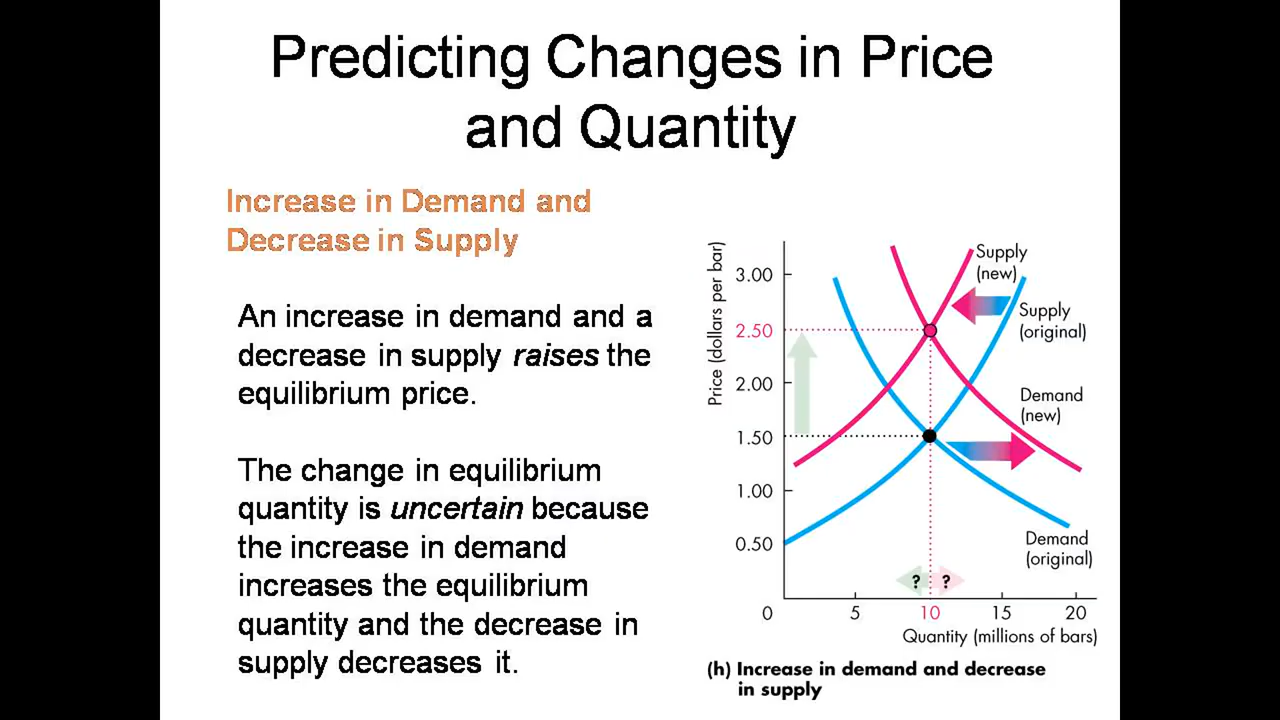 Predicting Changes in Price
and Quantity
Increase in Demand and
Decrease in Supply
An increase in demand and a
decrease in supply raises the
equilibrium price.
The change in equilibrium
quantity is uncertain because
the increase in demand
increases the equilibrium
quantity and the decrease in
supply decreases it.
Price (dollars per bar)
3.00
2.50
2.00
1.50
1.00
0.50
Supply
(new)
Supply
(original)
Demand
(new)
Demand
(original)
? ?
0 5 10 15 20
Quantity (millions of bars)
(h) Increase in demand and decrease
in supply